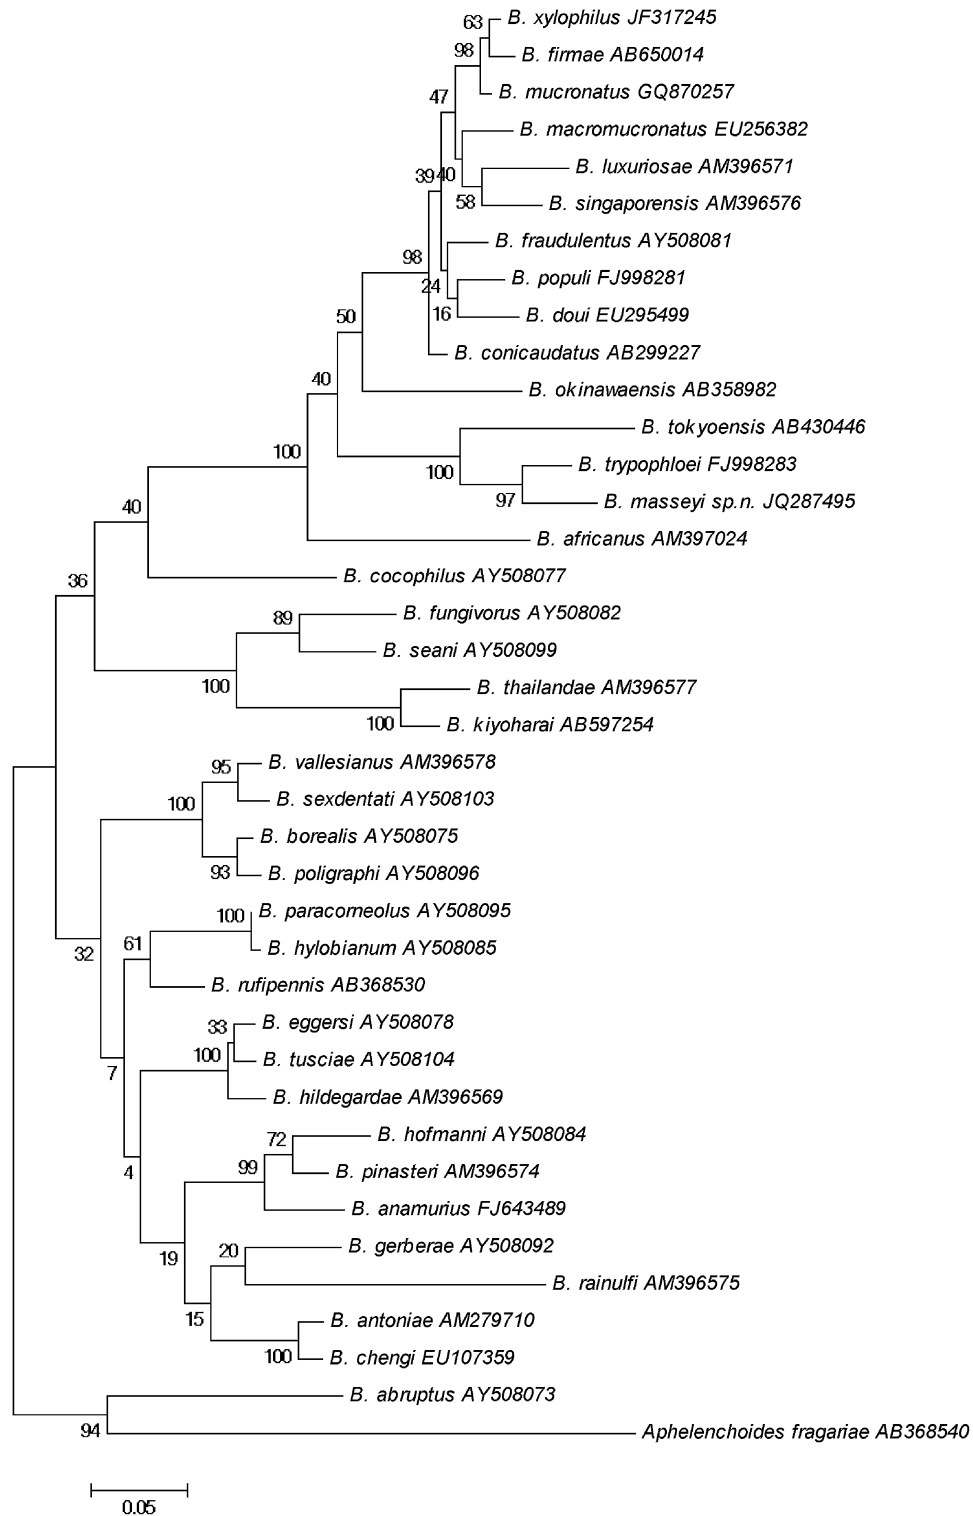 63
B. xylophilus JF317245
98
B. firmae AB650014
47
B. mucronatus GQ870257
B. macromucronatus EU256382
B. luxuriosae AM396571
39
40
58
B. singaporensis AM396576
B. fraudulentus AY508081
98
24
B. populi FJ998281
50
16
B. doui EU295499
B. conicaudatus AB299227
40
B. okinawaensis AB358982
B. tokyoensis AB430446
100
100
B. trypophloei FJ998283
97
B. masseyi sp.n. JQ287495
40
B. africanus AM397024
36
B. cocophilus AY508077
89
B. fungivorus AY508082
B. seani AY508099
100
B. thailandae AM396577
100
B. kiyoharai AB597254
95
B. vallesianus AM396578
100
B. sexdentati AY508103
B. borealis AY508075
93
B. poligraphi AY508096
100
B. paracorneolus AY508095
61
B. hylobianum AY508085
32
B. rufipennis AB368530
33
B. eggersi AY508078
100
B. tusciae AY508104
7
B. hildegardae AM396569
72
B. hofmanni AY508084
99
B. pinasteri AM396574
4
B. anamurius FJ643489
20
B. gerberae AY508092
19
B. rainulfi AM396575
15
B. antoniae AM279710
100
B. chengi EU107359
B. abruptus AY508073
94
Aphelenchoides fragariae AB368540
0.05